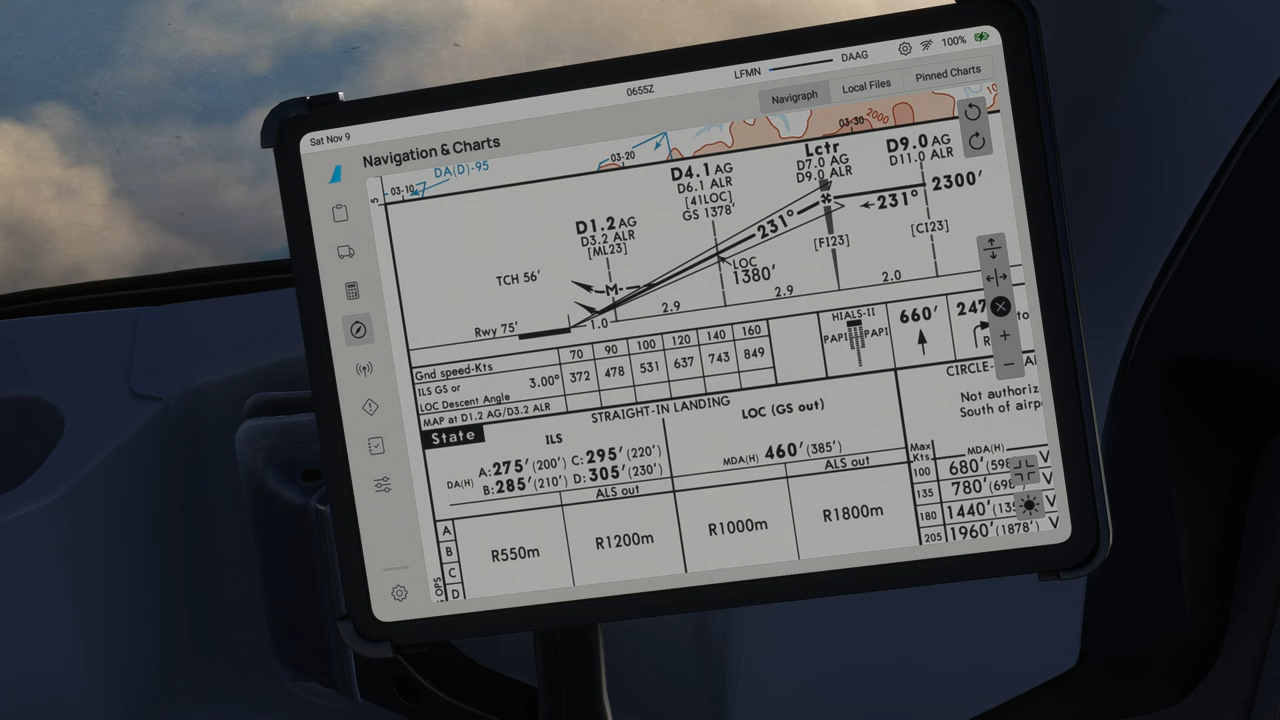 LFMN DAAG 100%
0655Z
Sat Nov 9
Navigation & Charts
Navigraph Local Files Pinned Charts
DA(D)-95
03-10
03-20
03-30
2000
5
10
D1.2 AG
D3.2 ALR
[ML23]
D4.1 AG
D6.1 ALR
[41LOC]
GS 1378'
Lctr
D7.0 AG
D9.0 ALR
D9.0 AG
D11.0 ALR
2300'
231°
231°
[FI23]
[CI23]
TCH 56'
M
LOC
1380'
Rwy 75'
1.0
2.9
2.9
2.0
Gnd speed-Kts 70 90 100 120 140 160
ILS GS or
LOC Descent Angle 3.00° 372 478 531 637 743 849
MAP at D1.2 AG/D3.2 ALR
HIALS-II
PAPI PAPI
660'
247
to
R
State
STRAIGHT-IN LANDING
ILS
LOC (GS out)
DA(H) A: 275' (200') C: 295' (220')
B: 285' (210') D: 305' (230')
MDA(H) 460' (385')
ALS out
ALS out
A
B
C
D
R550m R1200m R1000m R1800m
OPS
CIRCLE-
Not authoriz
South of airp
Max
Kts MDA(H)
100 680' (598 V
135 780' (698 V
180 1440' (135 V
205 1960' (1878') V